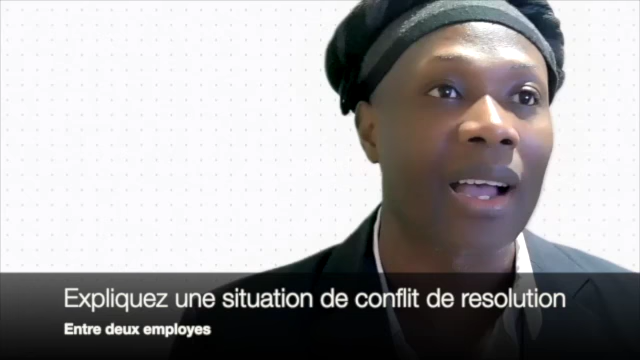 Expliquez une situation de conflit de resolution
Entre deux employes